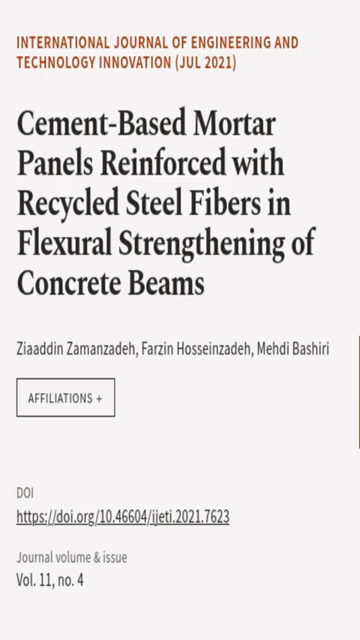 INTERNATIONAL JOURNAL OF ENGINEERING AND
TECHNOLOGY INNOVATION (JUL 2021)
Cement-Based Mortar
Panels Reinforced with
Recycled Steel Fibers in
Flexural Strengthening of
Concrete Beams
Ziaaddin Zamanzadeh, Farzin Hosseinzadeh, Mehdi Bashiri
AFFILIATIONS +
DOI
https://doi.org/10.46604/ijeti.2021.7623
Journal volume & issue
Vol. 11, no. 4